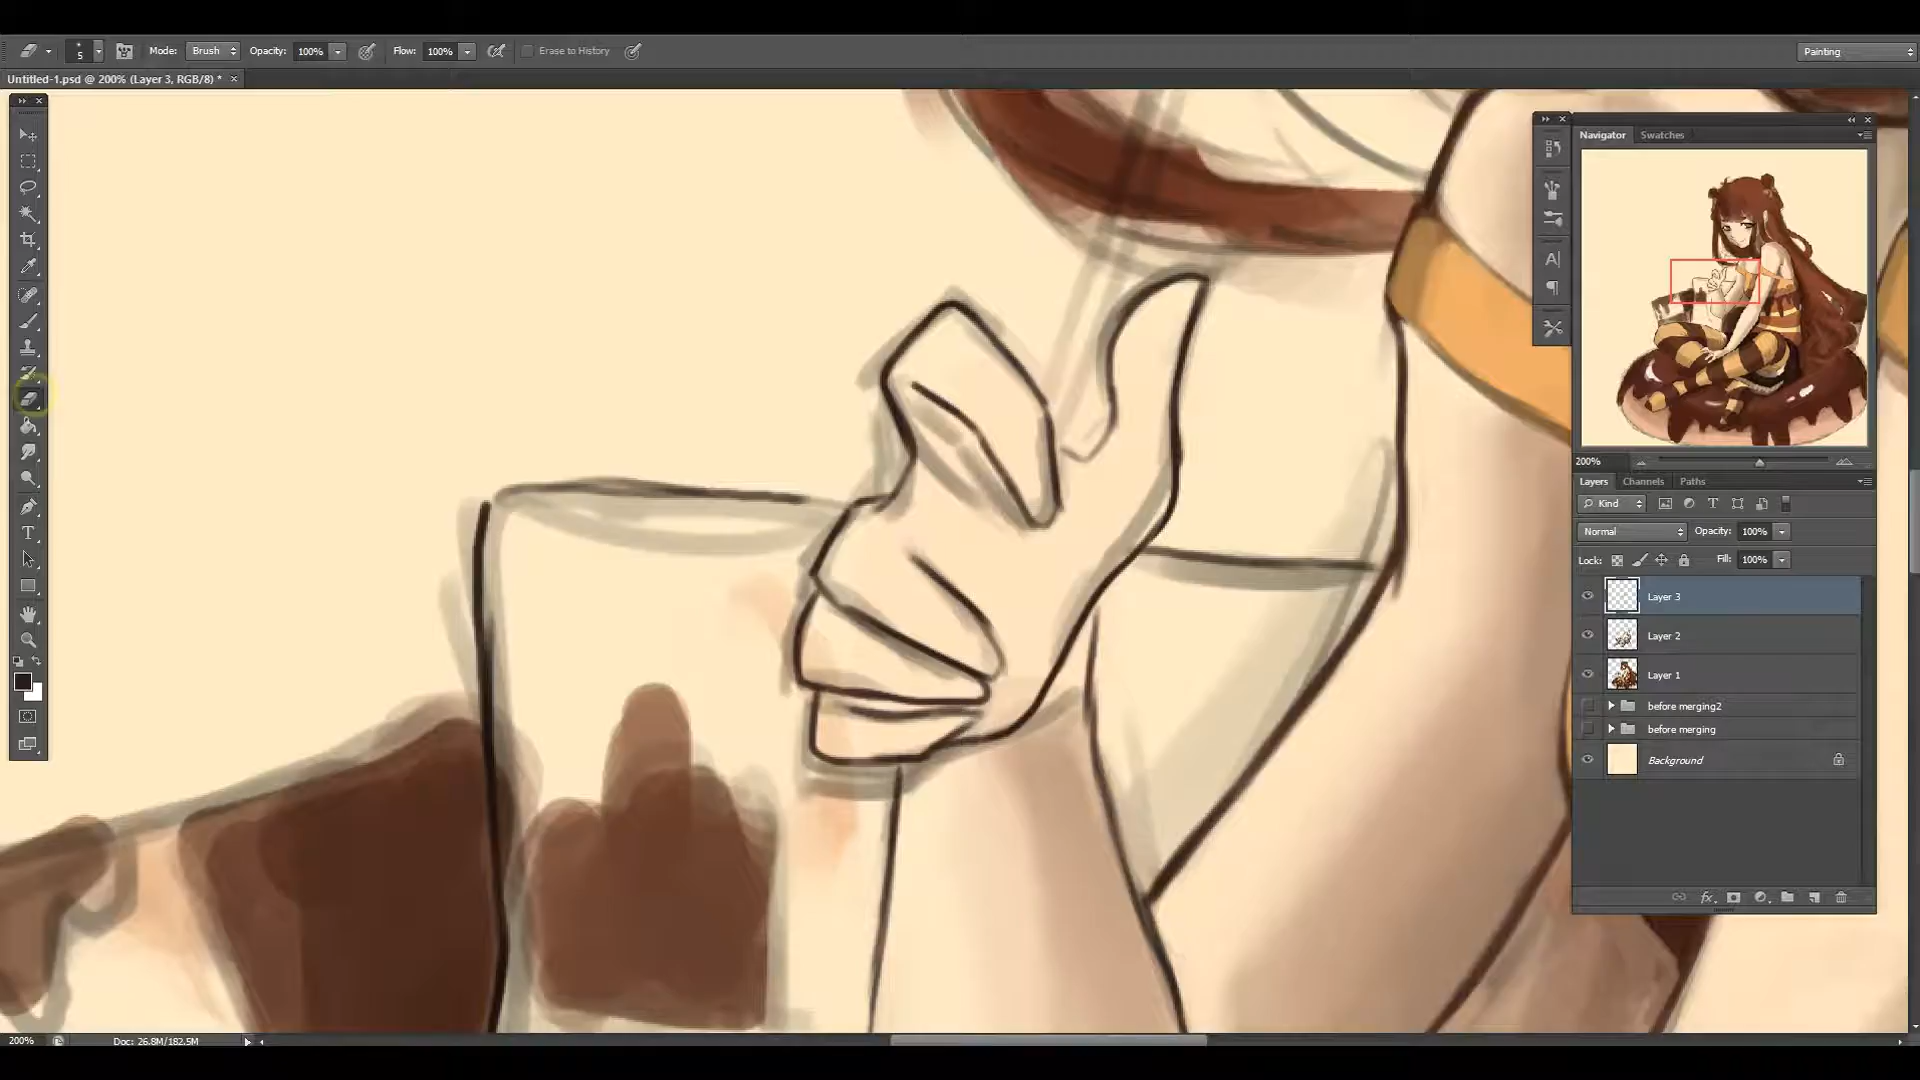 5 Mode: Brush Opacity: 100% Flow: 100% Erase to History Painting
Untitled-1.psd @ 200% (Layer 3, RGB/8) *
Navigator Swatches
200%
Layers Channels Paths
Kind
Normal Opacity: 100%
Lock: Fill: 100%
Layer 3
Layer 2
Layer 1
before merging2
before merging
Background
200% Doc: 26.8M/182.5M